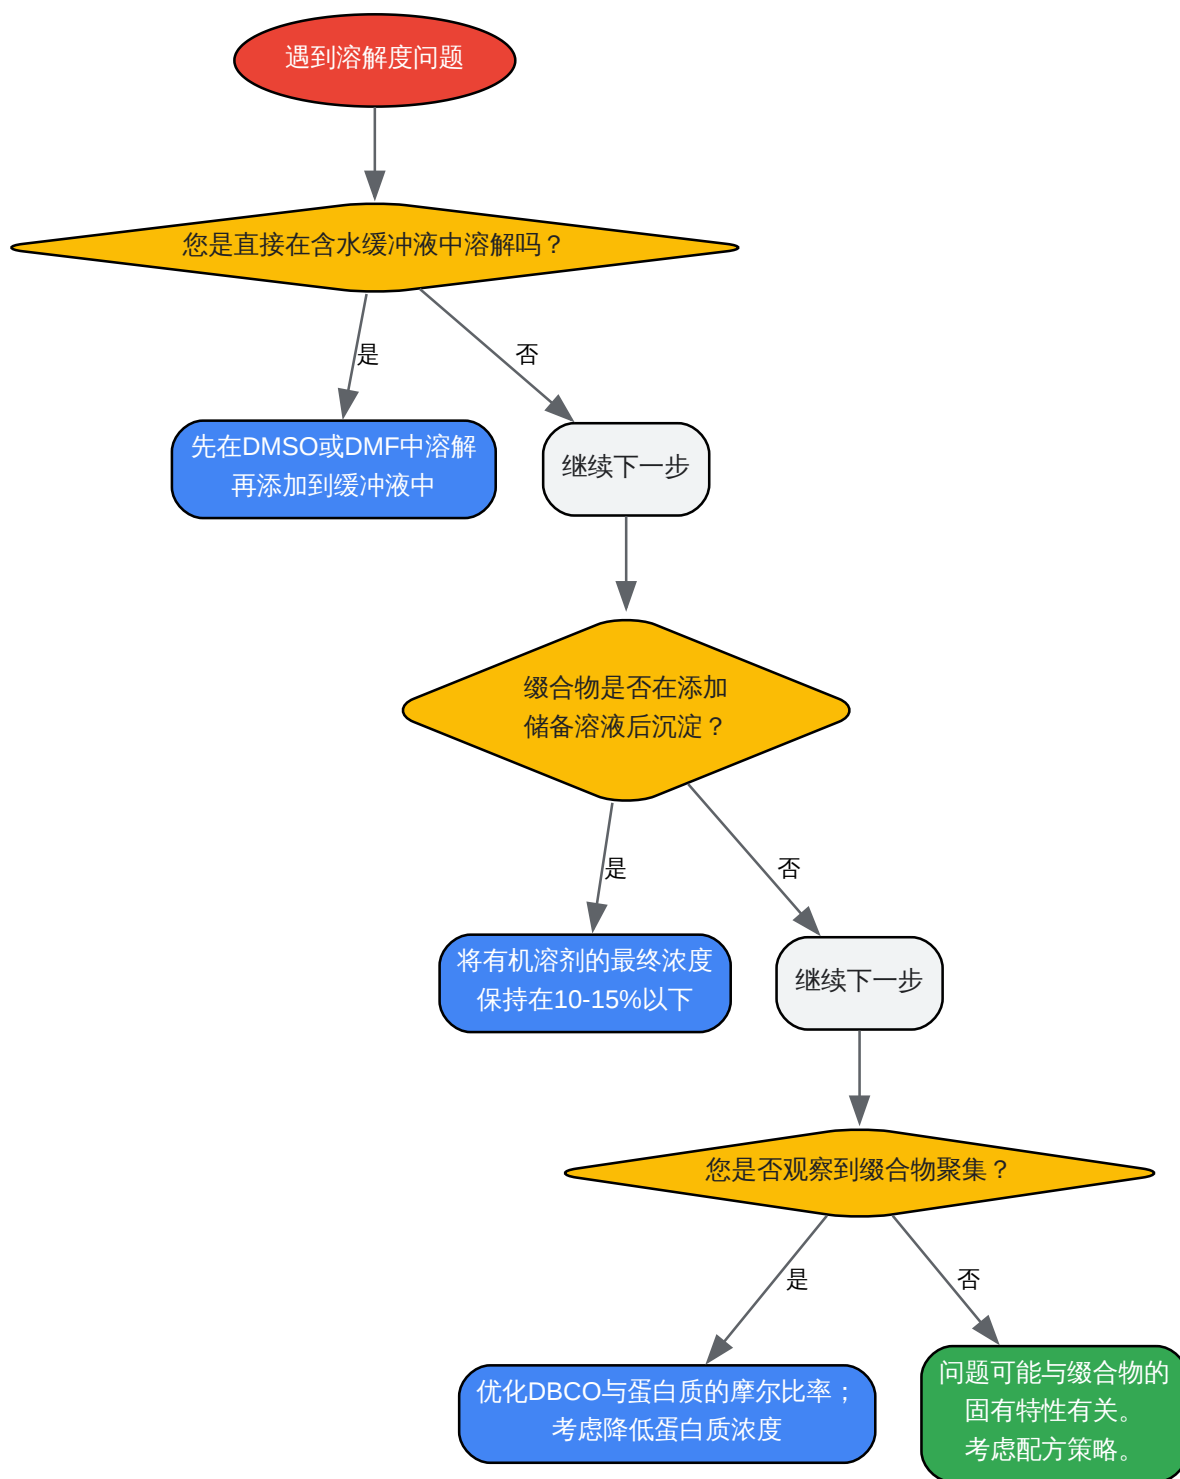 遇到溶解度问题
您是直接在含水缓冲液中溶解吗？
是
否
先在DMSO或DMF中溶解
再添加到缓冲液中
继续下一步
缀合物是否在添加
储备溶液后沉淀？
是
否
将有机溶剂的最终浓度
保持在10-15%以下
继续下一步
您是否观察到缀合物聚集？
是
否
优化DBCO与蛋白质的摩尔比率；
考虑降低蛋白质浓度
问题可能与缀合物的
固有特性有关。
考虑配方策略。